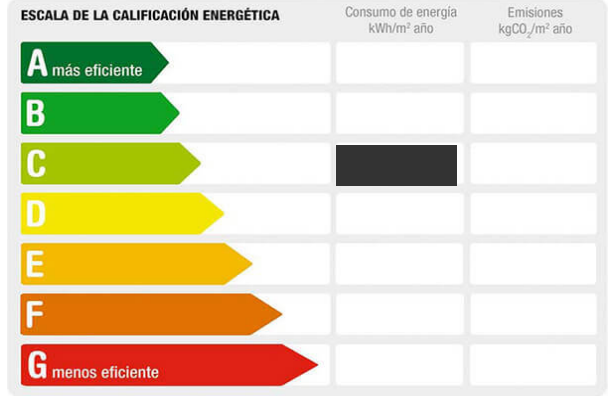 ESCALA DE LA CALIFICACIÓN ENERGÉTICA
Consumo de energía
kWh/m² año
Emisiones
kgCO₂/m² año
A más eficiente
B
C
D
E
F
G menos eficiente